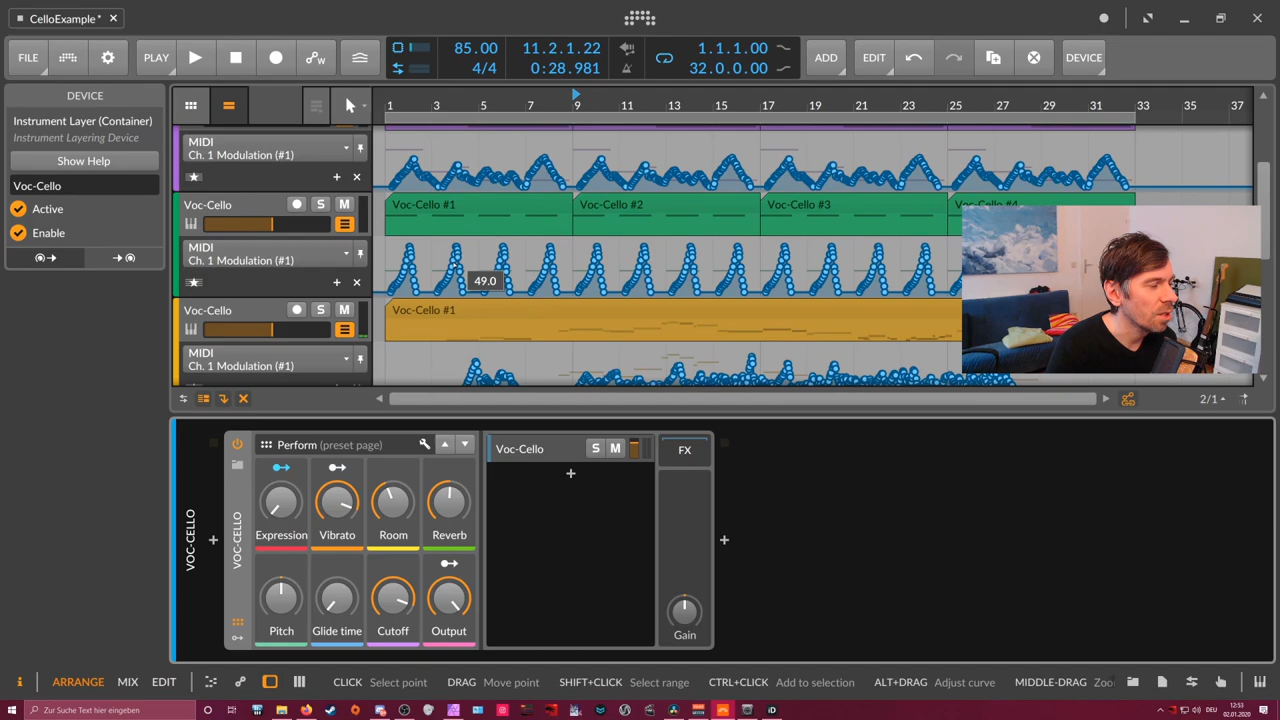 CelloExample*
FILE
PLAY
85.00
11.2.1.22
1.1.1.00
4/4
0:28.981
32.0.0.00
ADD
EDIT
DEVICE
DEVICE
Instrument Layer (Container)
Instrument Layering Device
Show Help
Voc-Cello
Active
Enable
1 3 5 7 9 11 13 15 17 19 21 23 25 27 29 31 33 35 37
MIDI
Ch. 1 Modulation (#1)
Voc-Cello S M
Voc-Cello #1 Voc-Cello #2 Voc-Cello #3 Voc-Cello #4
MIDI
Ch. 1 Modulation (#1)
49.0
Voc-Cello S M
Voc-Cello #1
MIDI
Ch. 1 Modulation (#1)
2/1
VOC-CELLO
VOC-CELLO
Perform (preset page)
Expression Vibrato Room Reverb
Pitch Glide time Cutoff Output
Voc-Cello S M
FX
Gain
ARRANGE MIX EDIT
CLICK Select point DRAG Move point SHIFT+CLICK Select range CTRL+CLICK Add to selection ALT+DRAG Adjust curve MIDDLE-DRAG Zoo
Zur Suche Text hier eingeben
DEU
12:53
02.01.2020